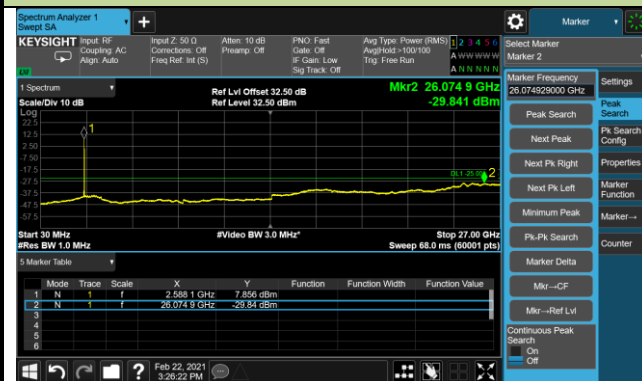 Spectrum Analyzer 1
Swept SA
+
Marker
KEYSIGHT
Input: RF
Coupling: AC
Align: Auto
Input Z: 50 Ω
Corrections: Off
Freq Ref: Int (S)
Atten: 10 dB
Preamp: Off
PNO: Fast
Gate: Off
IF Gain: Low
Sig Track: Off
Avg Type: Power (RMS)
Avg|Hold:>100/100
Trig: Free Run
1 2 3 4 5 6
A W W W W W
A N N N N N
Select Marker
Marker 2
1 Spectrum
Scale/Div 10 dB
Log
Ref Lvl Offset 32.50 dB
Ref Level 32.50 dBm
Mkr2 26.074 9 GHz
-29.841 dBm
22.5
12.5
2.50
-7.50
-17.5
-27.5
-37.5
-47.5
-57.5
1
2
Start 30 MHz
#Res BW 1.0 MHz
#Video BW 3.0 MHz*
Stop 27.00 GHz
Sweep 68.0 ms (60001 pts)
5 Marker Table
Mode Trace Scale X Y Function Function Width Function Value
1 N 1 f 2.588 1 GHz 7.856 dBm
2 N 1 f 26.074 9 GHz -29.84 dBm
3
4
5
6
Marker Frequency
26.074929000 GHz
Peak Search
Next Peak
Next Pk Right
Next Pk Left
Minimum Peak
Pk-Pk Search
Marker Delta
Mkr→CF
Mkr→Ref Lvl
Continuous Peak
Search
On
Off
Settings
Peak
Search
Pk Search
Config
Properties
Marker
Function
Marker→
Counter
?
Feb 22, 2021
3:26:22 PM